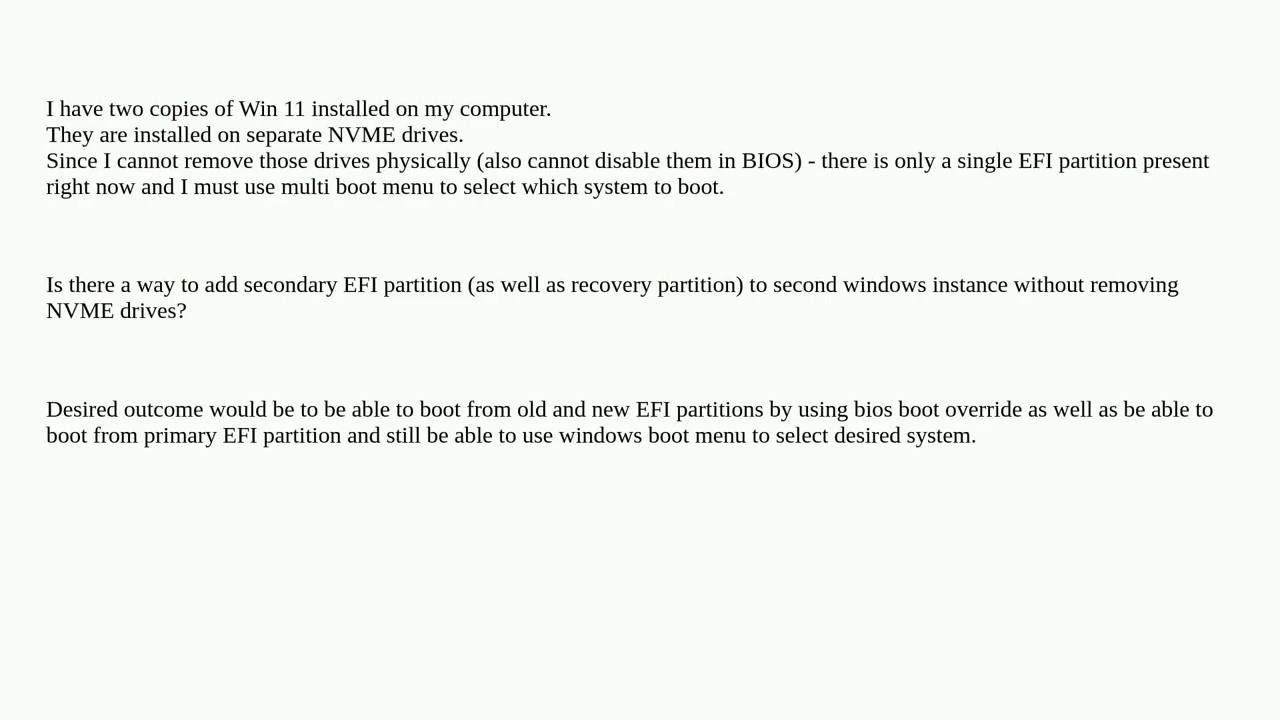 I have two copies of Win 11 installed on my computer.
They are installed on separate NVME drives.
Since I cannot remove those drives physically (also cannot disable them in BIOS) - there is only a single EFI partition present
right now and I must use multi boot menu to select which system to boot.
Is there a way to add secondary EFI partition (as well as recovery partition) to second windows instance without removing
NVME drives?
Desired outcome would be to be able to boot from old and new EFI partitions by using bios boot override as well as be able to
boot from primary EFI partition and still be able to use windows boot menu to select desired system.